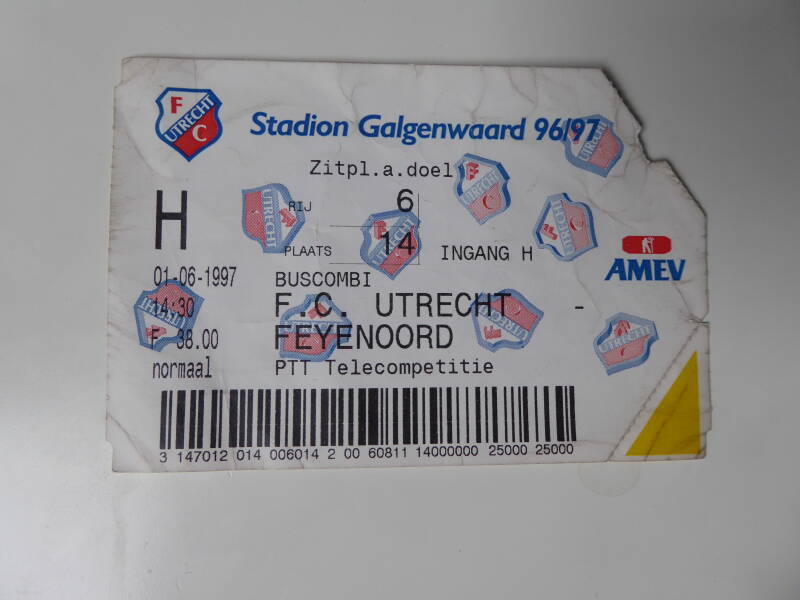 F
UTRECHT
C
Stadion Galgenwaard 96/97
Zitpl.a.doel
H
RIJ 6
PLAATS 14 INGANG H
AMEV
01-06-1997 BUSCOMBI
14:30 F.C. UTRECHT -
F 38.00 FEYENOORD
normaal PTT Telecompetitie
3 147012 014 006014 2 00 60811 14000000 25000 25000